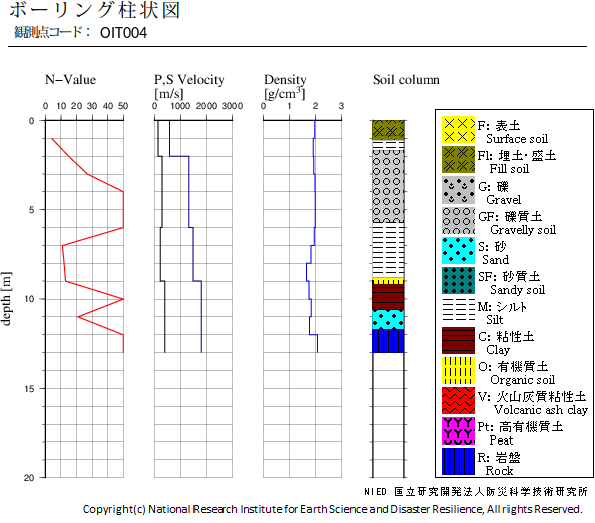 ボーリング柱状図
観測点コード： OIT004
N-Value
P,S Velocity
[m/s]
Density
[g/cm³]
Soil column
0 10 20 30 40 50
0 1000 2000 3000
0 1 2 3
0
5
10
15
20
depth [m]
F: 表土
Surface soil
Fl: 埋土・盛土
Fill soil
G: 礫
Gravel
GF: 礫質土
Gravelly soil
S: 砂
Sand
SF: 砂質土
Sandy soil
M: シルト
Silt
C: 粘性土
Clay
O: 有機質土
Organic soil
V: 火山灰質粘性土
Volcanic ash clay
Pt: 高有機質土
Peat
R: 岩盤
Rock
NIED 国立研究開発法人防災科学技術研究所
Copyright(c) National Research Institute for Earth Science and Disaster Resilience, All rights Reserved.